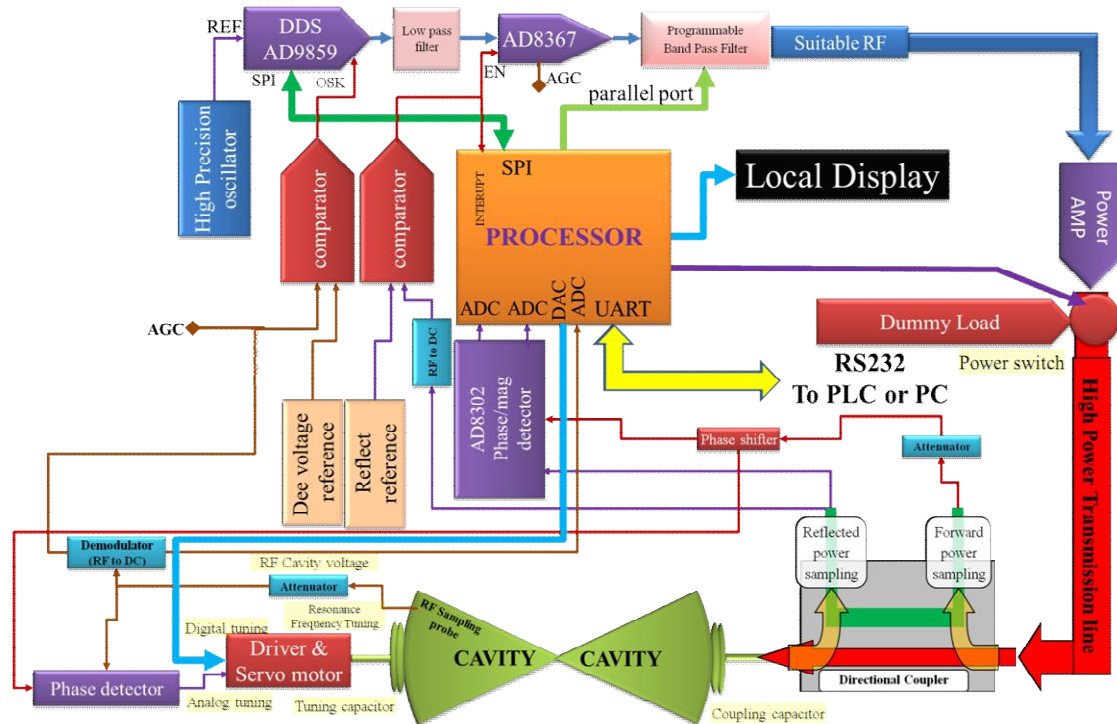 REF
DDS
AD9859
Low pass
filter
AD8367
Programmable
Band Pass Filter
Suitable RF
SPI
OSK
EN
AGC
parallel port
High Precision
oscillator
comparator
comparator
SPI
INTERUPT
PROCESSOR
ADC
ADC
DAC
ADC
UART
Local Display
Power
AMP
AGC
RF to DC
Dummy Load
Power switch
RS232
To PLC or PC
Dee voltage
reference
Reflect
reference
AD8302
Phase/mag
detector
Phase shifter
Attenuator
High Power Transmission line
Reflected
power
sampling
Forward
power
sampling
Demodulator
(RF to DC)
RF Cavity voltage
Attenuator
Resonance
Frequency Tuning
RF Sampling
probe
CAVITY
CAVITY
Digital tuning
Driver &
Servo motor
Phase detector
Analog tuning
Tuning capacitor
Coupling capacitor
Directional Coupler